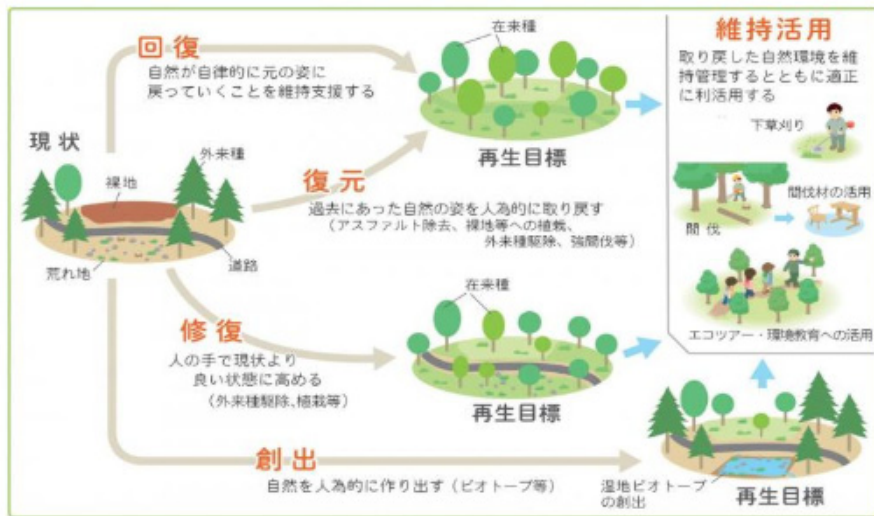 回復
自然が自律的に元の姿に
戻っていくことを維持支援する
在来種
再生目標
現状
外来種
裸地
荒れ地
道路
復元
過去にあった自然の姿を人為的に取り戻す
(アスファルト除去、裸地等への植栽、
外来種駆除、強間伐等)
修復
人の手で現状より
良い状態に高める
(外来種駆除、植栽等)
在来種
再生目標
創出
自然を人為的に作り出す(ビオトープ等)
湿地ビオトープ
の創出
再生目標
維持活用
取り戻した自然環境を維
持管理するとともに適正
に利活用する
下草刈り
間伐
間伐材の活用
エコツアー・環境教育への活用